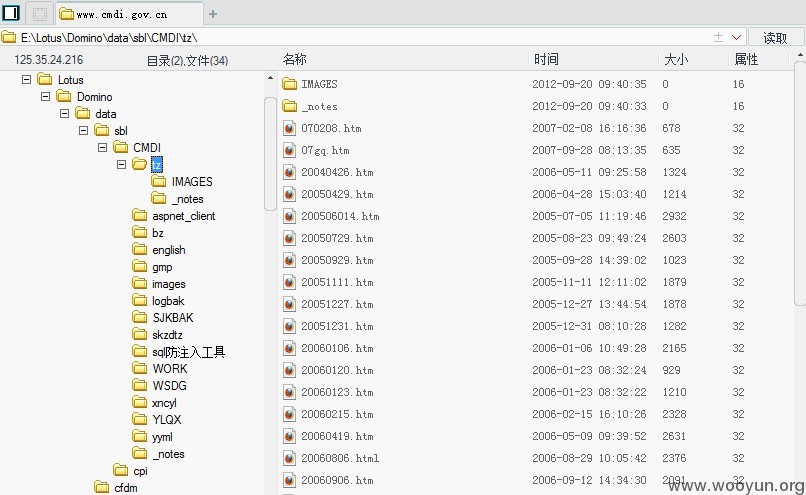 www.cmdi.gov.cn
E:\Lotus\Domino\data\sbl\CMDI\tz\ 读取
125.35.24.216 目录(2),文件(34)
Lotus
Domino
data
sbl
CMDI
tz
IMAGES
_notes
aspnet_client
bz
english
gmp
images
logbak
SJKBAK
skzdtz
sql防注入工具
WORK
WSDG
xncyl
YLQX
yyml
_notes
cpi
cfdm
名称 时间 大小 属性
IMAGES 2012-09-20 09:40:35 0 16
_notes 2012-09-20 09:40:33 0 16
070208.htm 2007-02-08 16:16:36 678 32
07gq.htm 2007-09-28 08:13:35 635 32
20040426.htm 2006-05-11 09:25:58 1324 32
20050429.htm 2006-04-28 15:03:40 1214 32
200506014.htm 2005-07-05 11:19:46 2932 32
20050729.htm 2005-08-23 09:49:24 2603 32
20050929.htm 2005-09-28 14:39:02 1023 32
20051111.htm 2005-11-11 12:11:02 1879 32
20051227.htm 2005-12-27 13:44:54 1878 32
20051231.htm 2005-12-31 08:10:28 1282 32
20060106.htm 2006-01-06 10:49:28 2165 32
20060120.htm 2006-01-23 08:32:24 929 32
20060123.htm 2006-01-23 08:32:22 1210 32
20060215.htm 2006-02-15 16:10:26 2328 32
20060419.htm 2006-05-09 09:39:52 2631 32
20060806.html 2006-08-29 10:05:42 2376 32
20060906.htm 2006-09-12 14:34:30 2091 32
www.wooyun.org